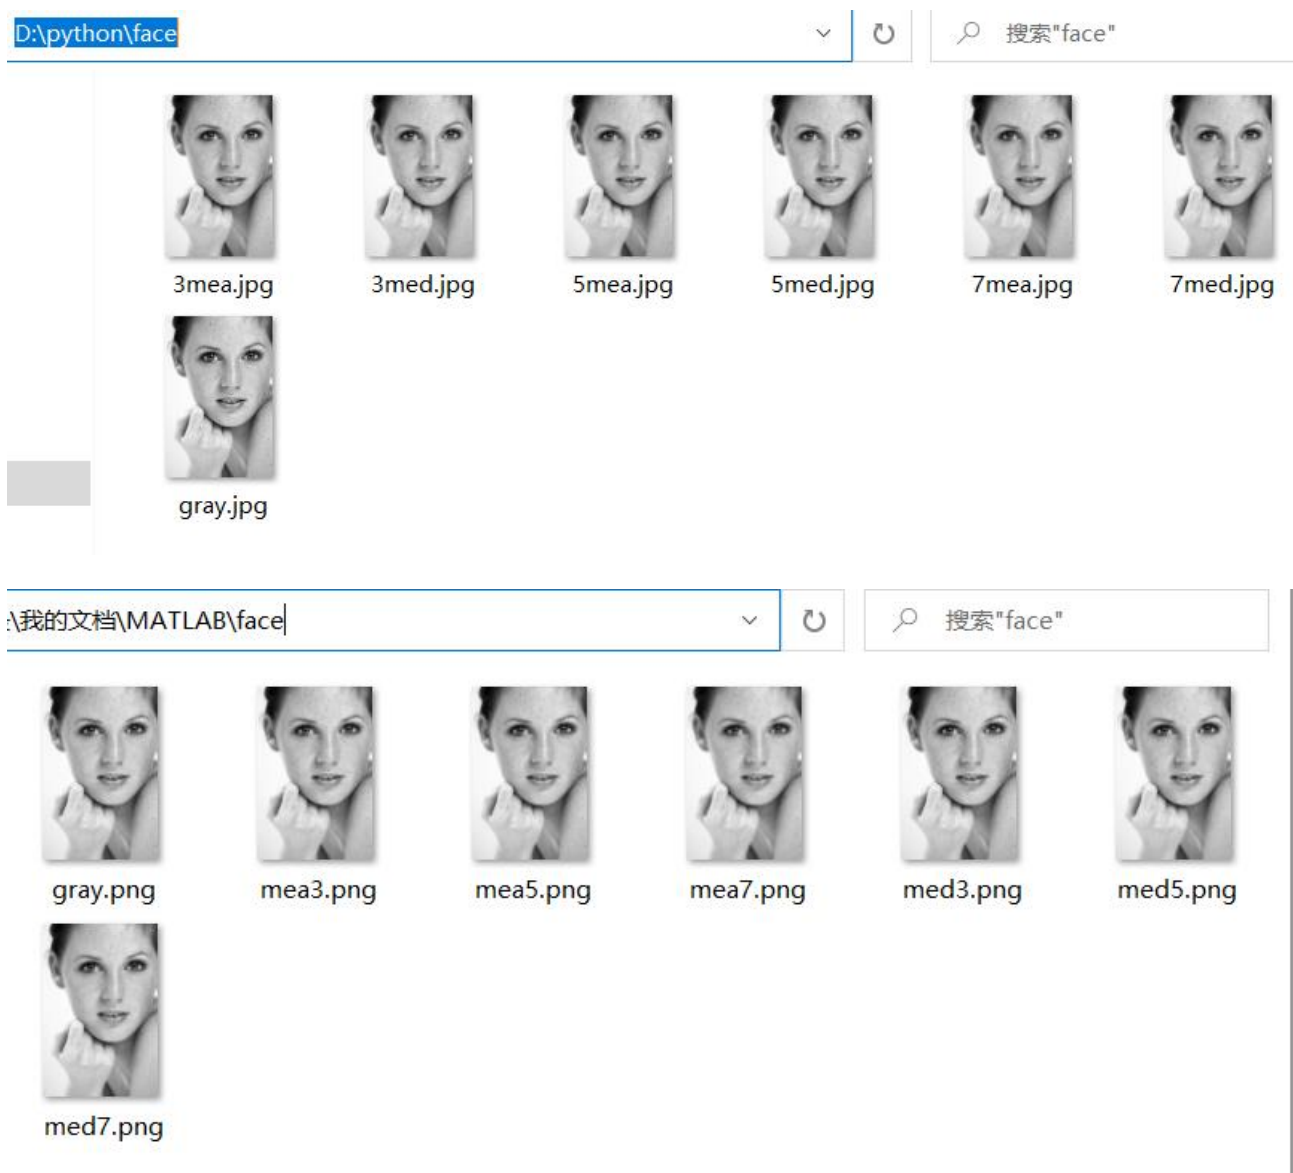 D:\python\face 搜索"face"
3mea.jpg 3med.jpg 5mea.jpg 5med.jpg 7mea.jpg 7med.jpg
gray.jpg
\我的文档\MATLAB\face 搜索"face"
gray.png mea3.png mea5.png mea7.png med3.png med5.png
med7.png